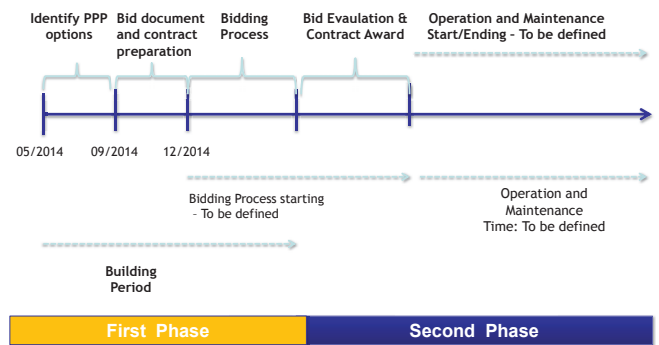 Identify PPP
options
Bid document
and contract
preparation
Bidding
Process
Bid Evaulation &
Contract Award
Operation and Maintenance
Start/Ending – To be defined
05/2014
09/2014
12/2014
Bidding Process starting
- To be defined
Operation and
Maintenance
Time: To be defined
Building
Period
First Phase
Second Phase